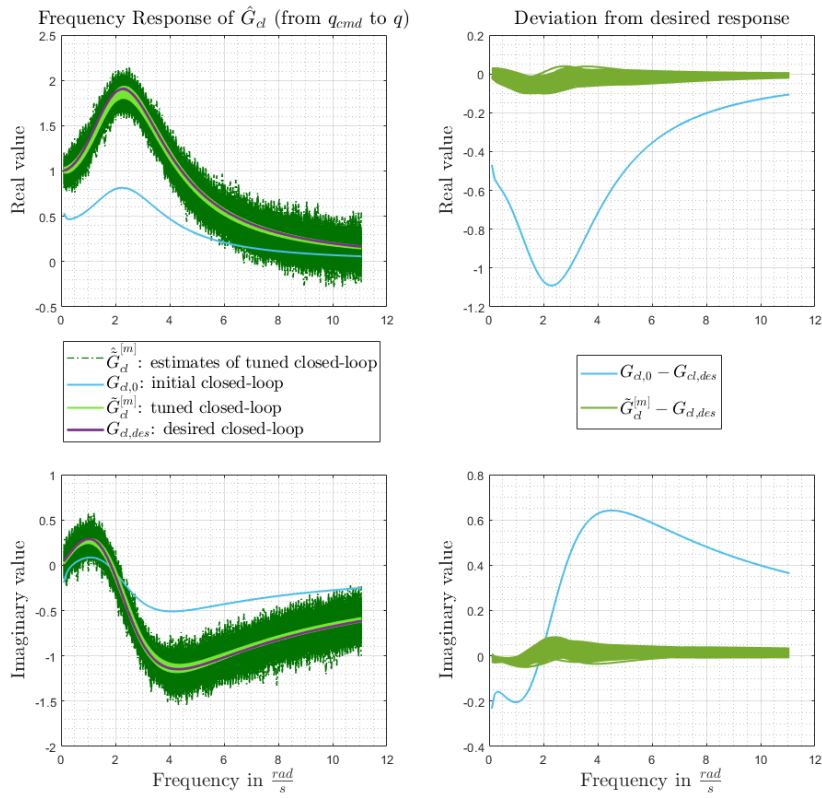 Frequency Response of Ĝ_cl (from q_cmd to q)
Deviation from desired response
Real value
2.5
2
1.5
1
0.5
0
-0.5
0 2 4 6 8 10 12
Real value
0.2
0
-0.2
-0.4
-0.6
-0.8
-1
-1.2
0 2 4 6 8 10 12
G̃̂_cl^[m]: estimates of tuned closed-loop
G_cl,0: initial closed-loop
G̃_cl^[m]: tuned closed-loop
G_cl,des: desired closed-loop
G_cl,0 − G_cl,des
G̃_cl^[m] − G_cl,des
Imaginary value
1
0.5
0
-0.5
-1
-1.5
-2
0 2 4 6 8 10 12
Frequency in rad/s
Imaginary value
0.8
0.6
0.4
0.2
0
-0.2
-0.4
0 2 4 6 8 10 12
Frequency in rad/s